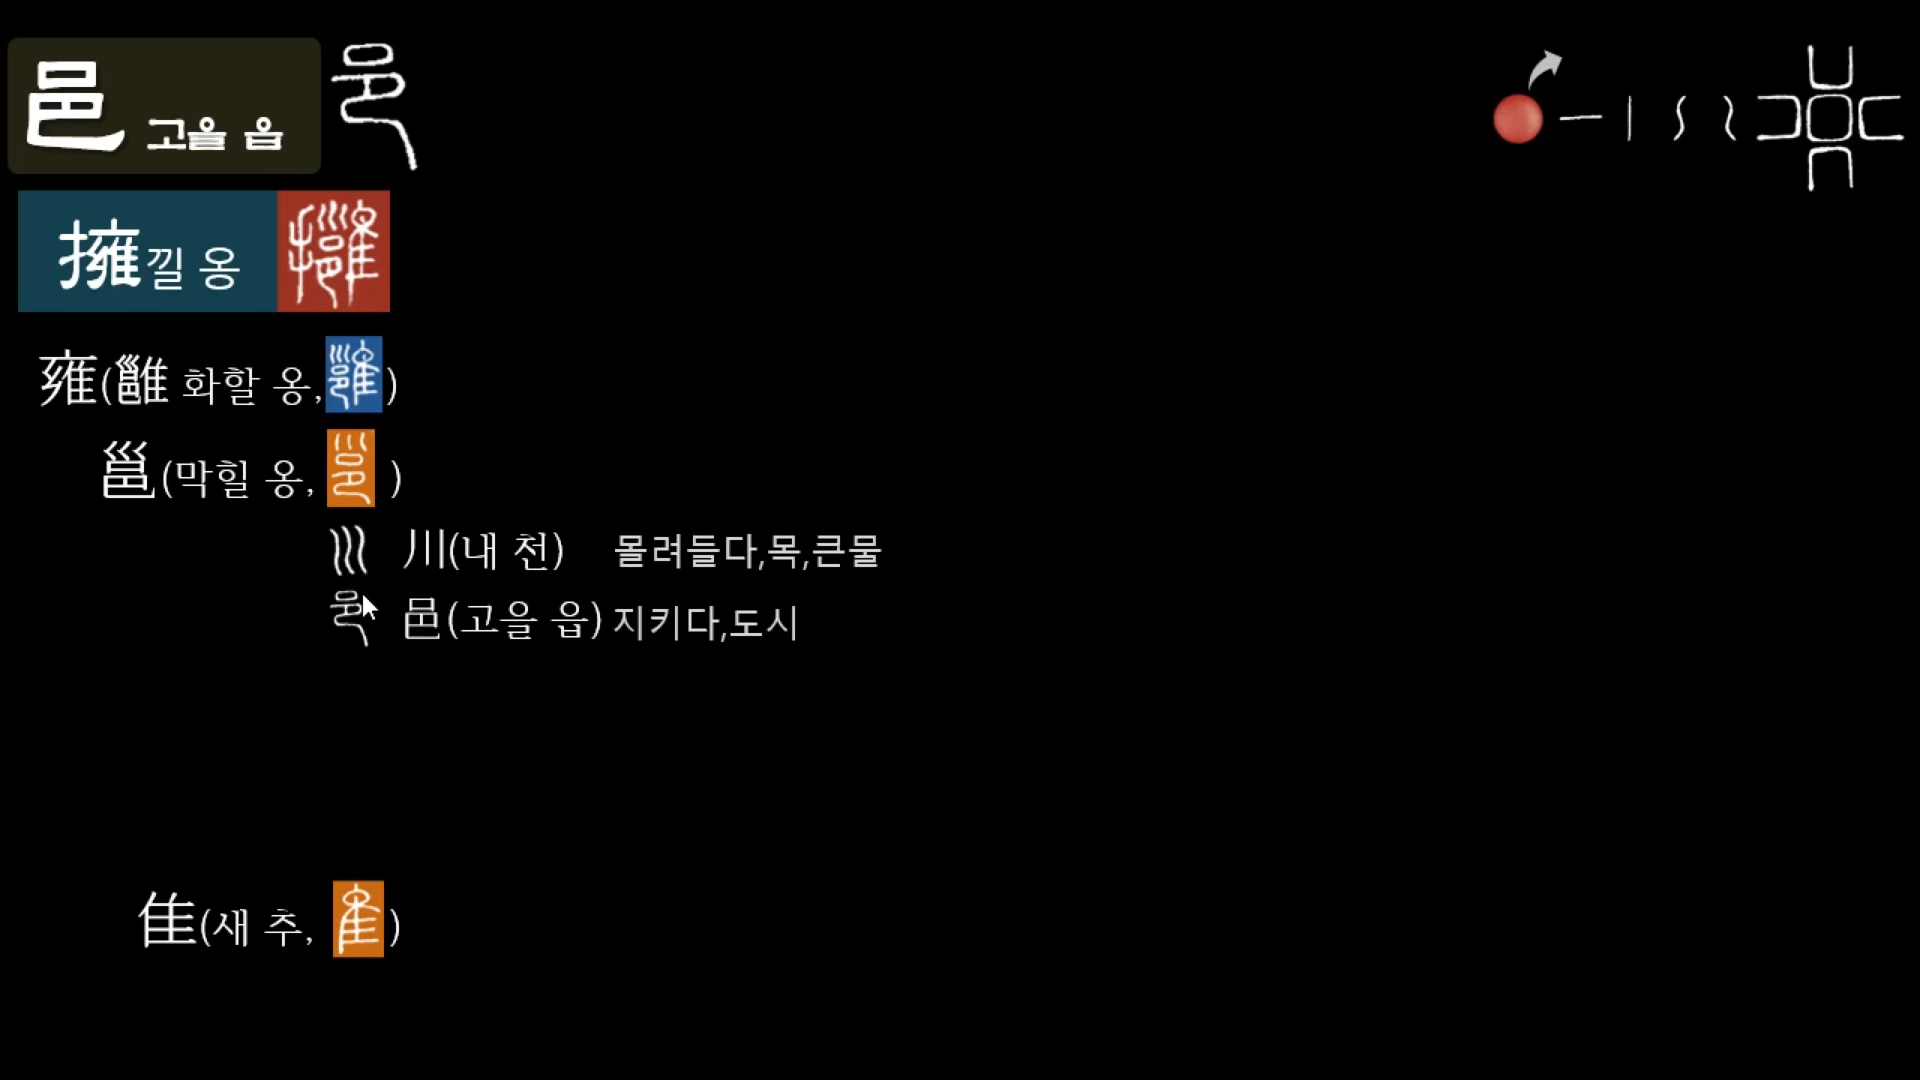 邑 고을 읍
擁 낄 옹
雍(雝 화할 옹, )
邕(막힐 옹, )
川(내 천) 몰려들다,목,큰물
邑(고을 읍) 지키다,도시
隹(새 추, )